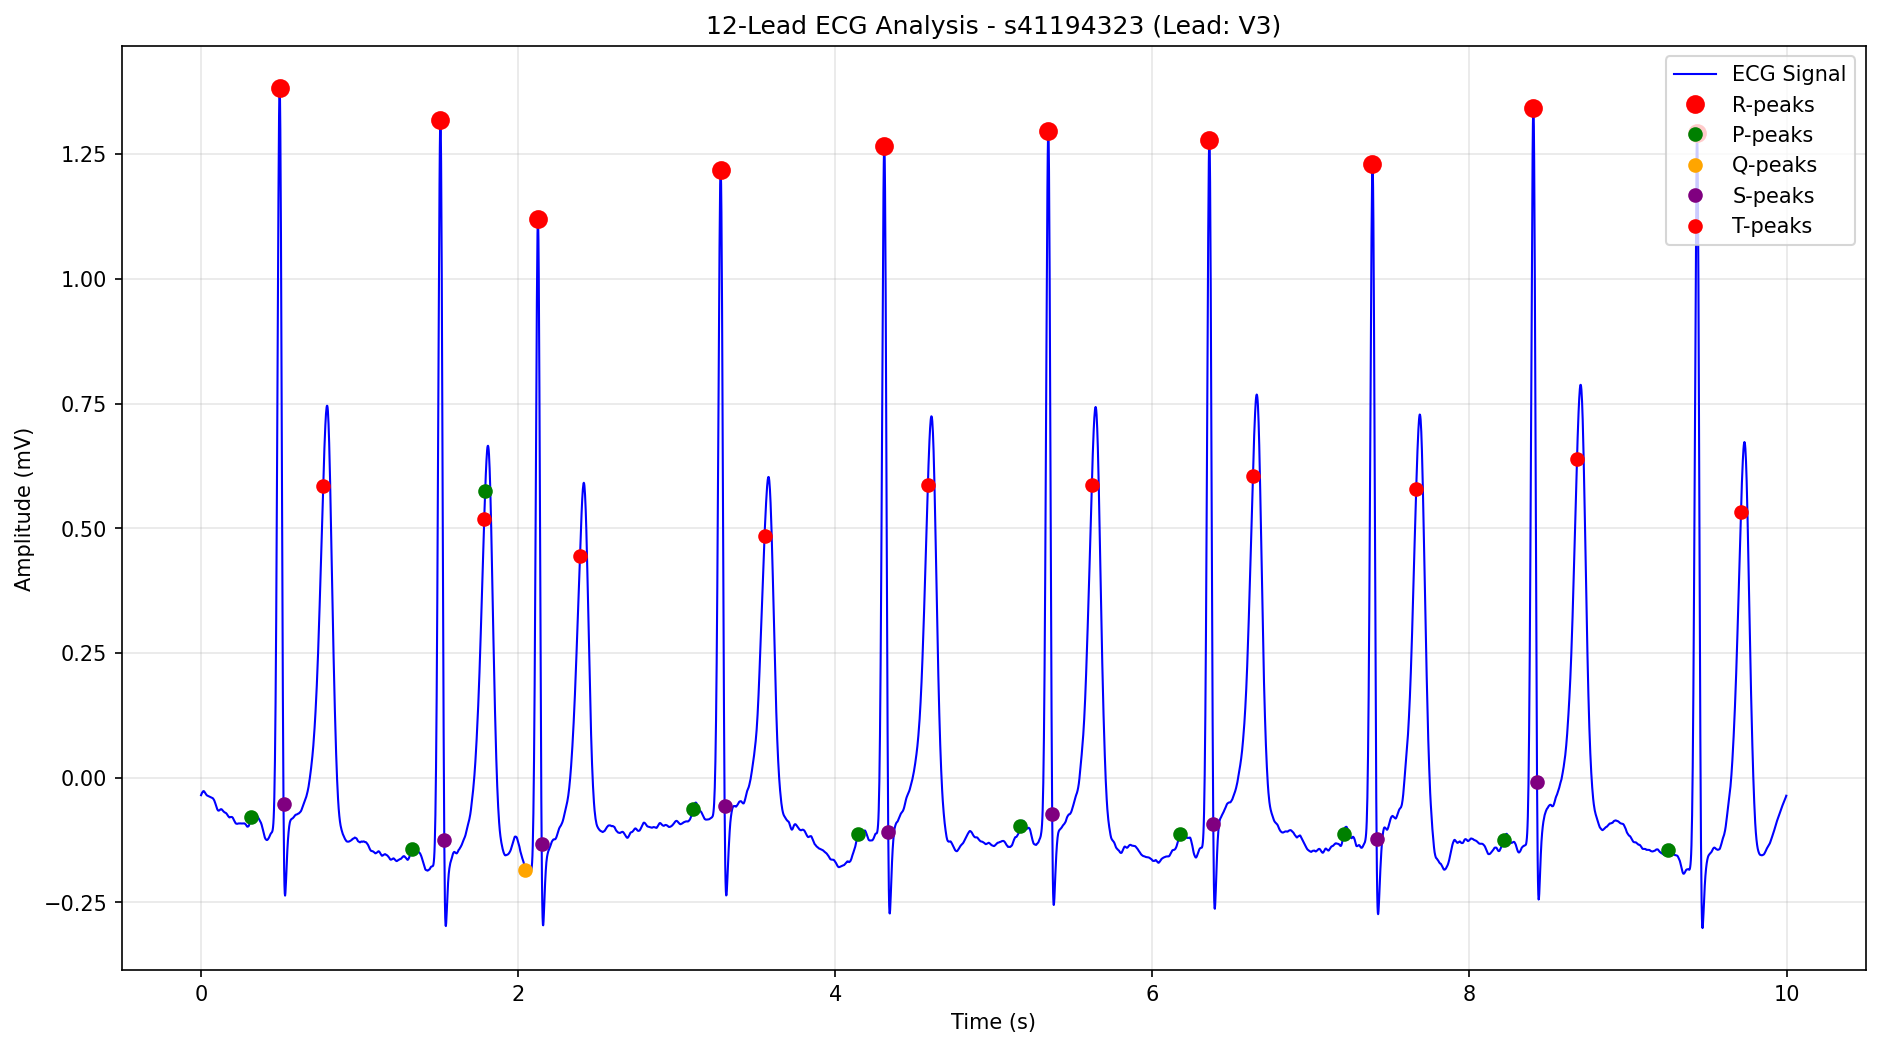 12-Lead ECG Analysis - s41194323 (Lead: V3)
ECG Signal
R-peaks
P-peaks
Q-peaks
S-peaks
T-peaks
1.25
1.00
0.75
0.50
0.25
0.00
−0.25
Amplitude (mV)
0 2 4 6 8 10
Time (s)